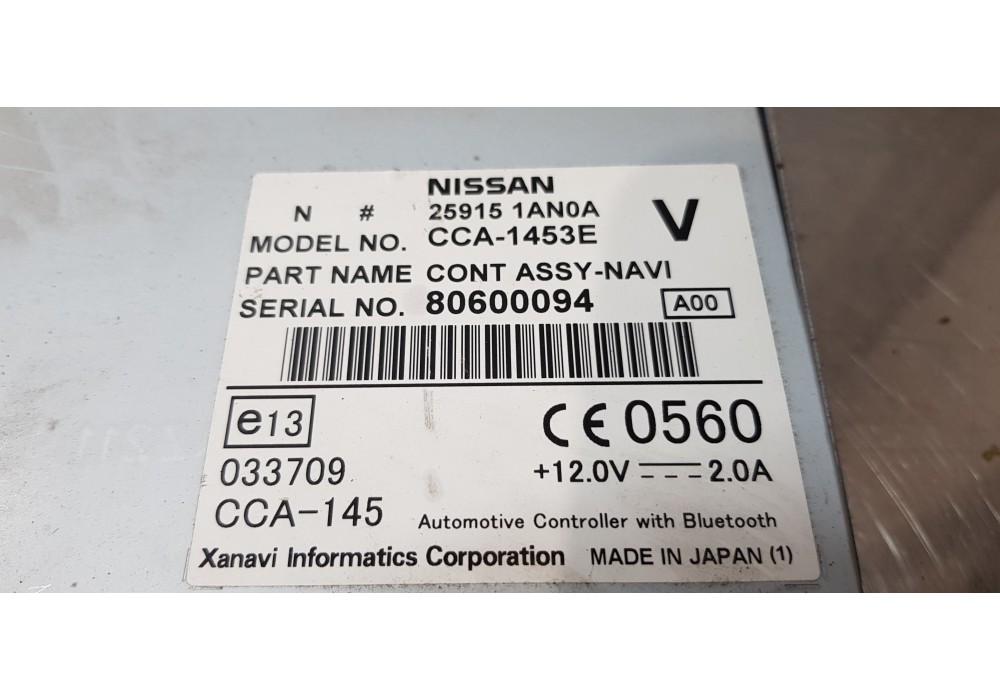 NISSAN
N # 25915 1AN0A V
MODEL NO. CCA-1453E
PART NAME CONT ASSY-NAVI
SERIAL NO. 80600094 A00
e13 CE 0560
033709 +12.0V 2.0A
CCA-145 Automotive Controller with Bluetooth
Xanavi Informatics Corporation MADE IN JAPAN (1)